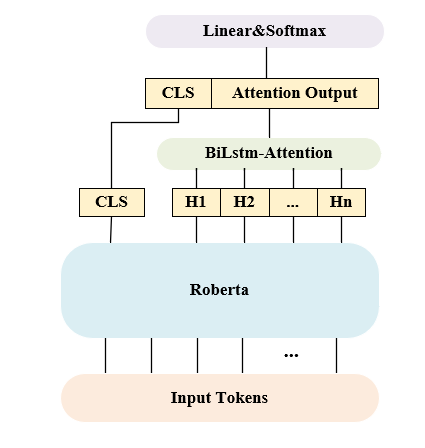 Linear&Softmax
CLS Attention Output
BiLstm-Attention
CLS H1 H2 ... Hn
Roberta
...
Input Tokens